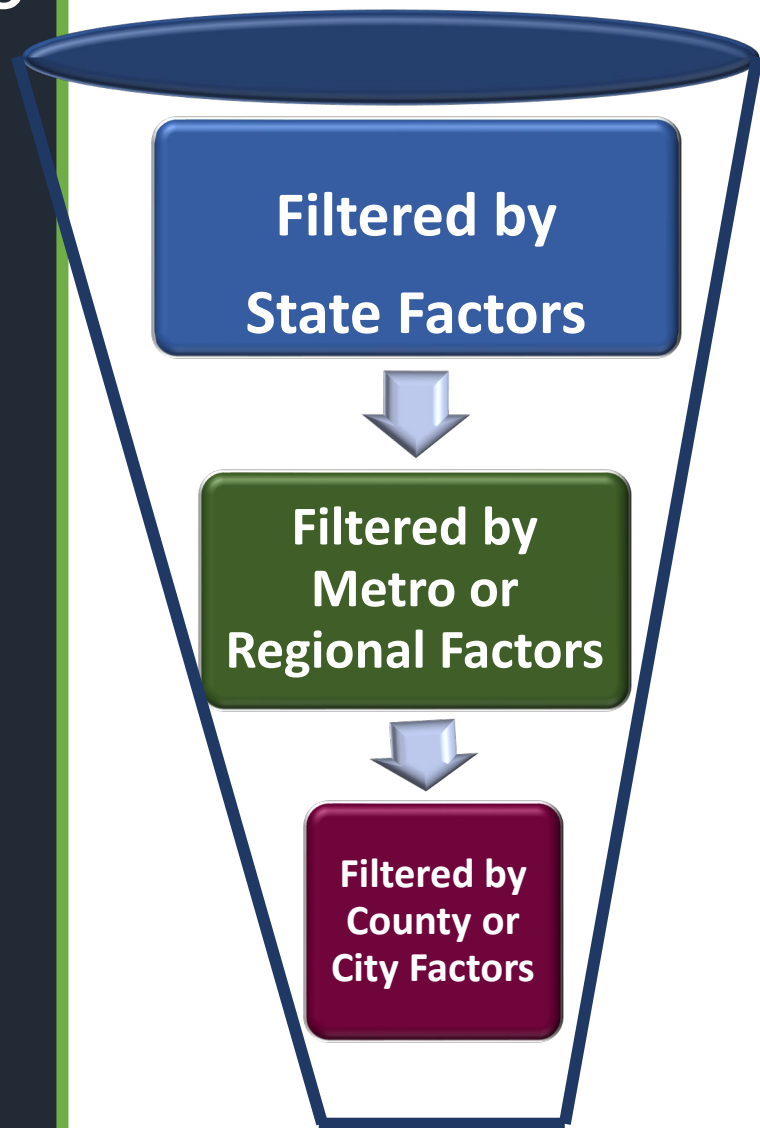 Filtered by
State Factors
Filtered by
Metro or
Regional Factors
Filtered by
County or
City Factors